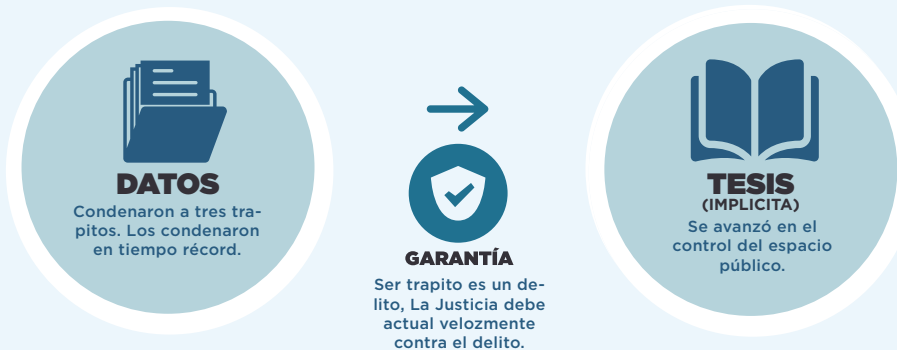 DATOS
Condenaron a tres tra-
pitos. Los condenaron
en tiempo récord.
GARANTÍA
Ser trapito es un de-
lito, La Justicia debe
actual velozmente
contra el delito.
TESIS
(IMPLICITA)
Se avanzó en el
control del espacio
público.